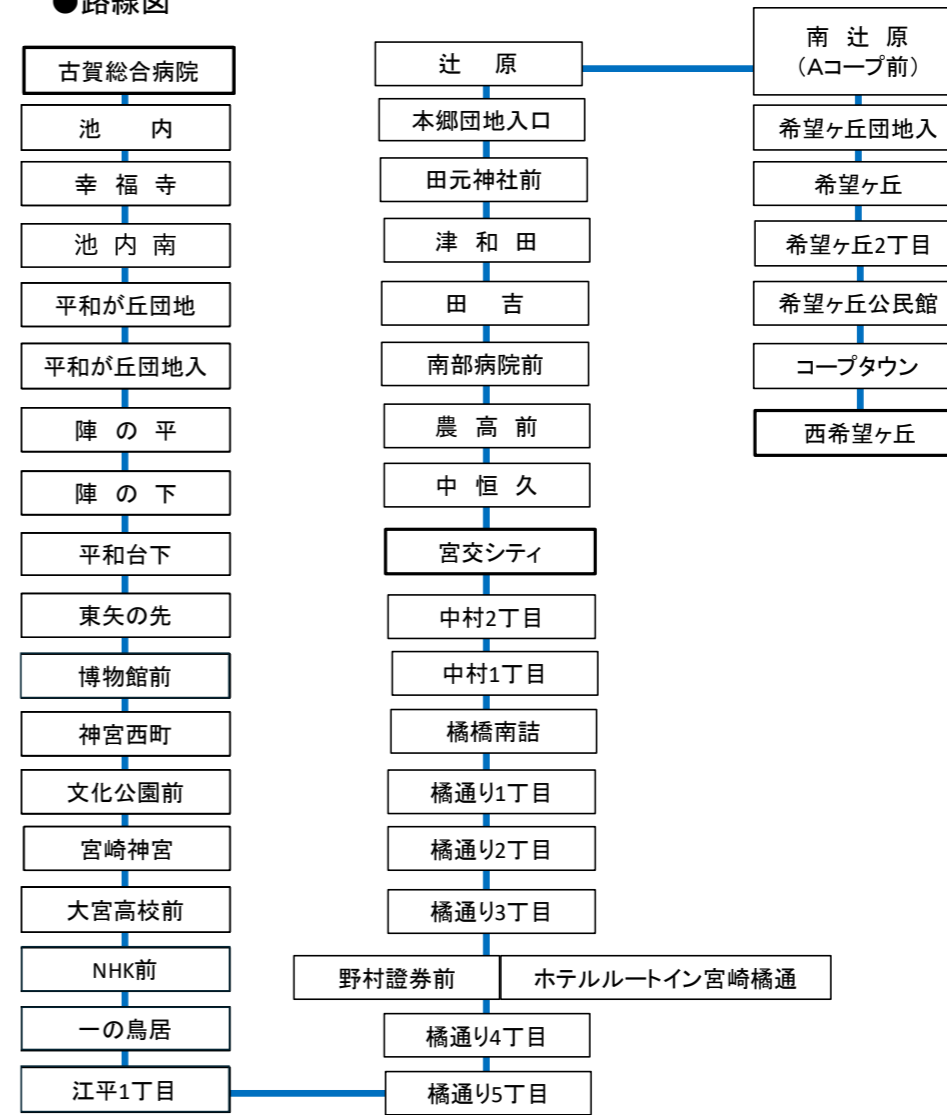 ●路線図
古賀総合病院
池 内
幸 福 寺
池 内 南
平和が丘団地
平和が丘団地入
陣 の 平
陣 の 下
平和台下
東矢の先
博物館前
神宮西町
文化公園前
宮崎神宮
大宮高校前
NHK前
一の鳥居
江平1丁目
辻 原
本郷団地入口
田元神社前
津 和 田
田 吉
南部病院前
農 高 前
中 恒 久
宮交シティ
中村2丁目
中村1丁目
橘橋南詰
橘通り1丁目
橘通り2丁目
橘通り3丁目
野村證券前
ホテルルートイン宮崎橘通
橘通り4丁目
橘通り5丁目
南 辻 原
(Aコープ前)
希望ヶ丘団地入
希望ヶ丘
希望ヶ丘2丁目
希望ヶ丘公民館
コープタウン
西希望ヶ丘